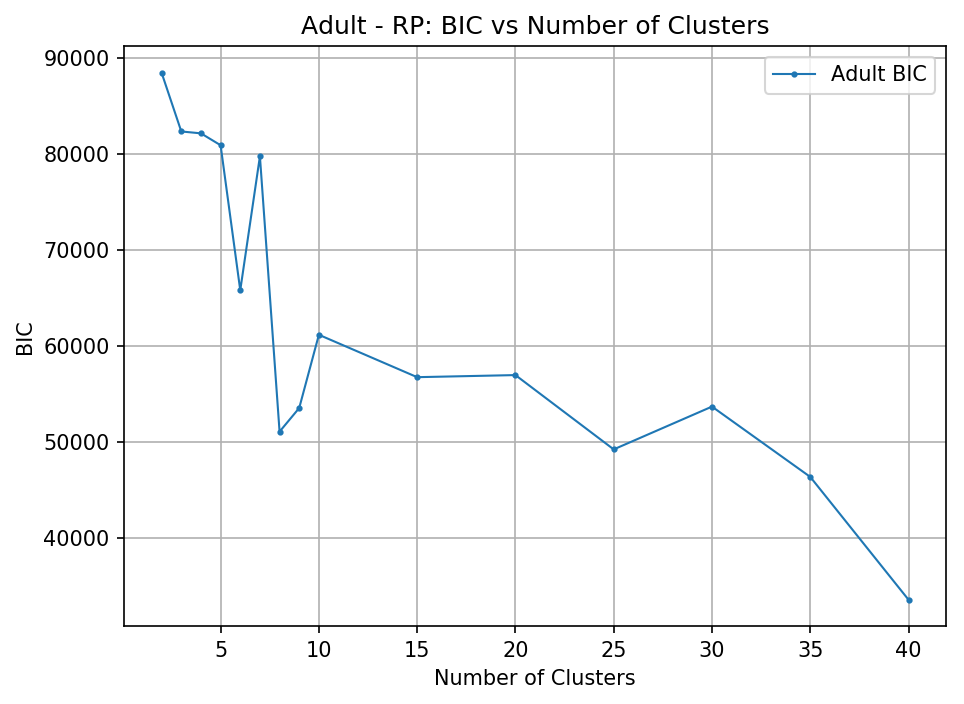 Adult - RP: BIC vs Number of Clusters
Adult BIC
90000
80000
70000
60000
50000
40000
BIC
5 10 15 20 25 30 35 40
Number of Clusters